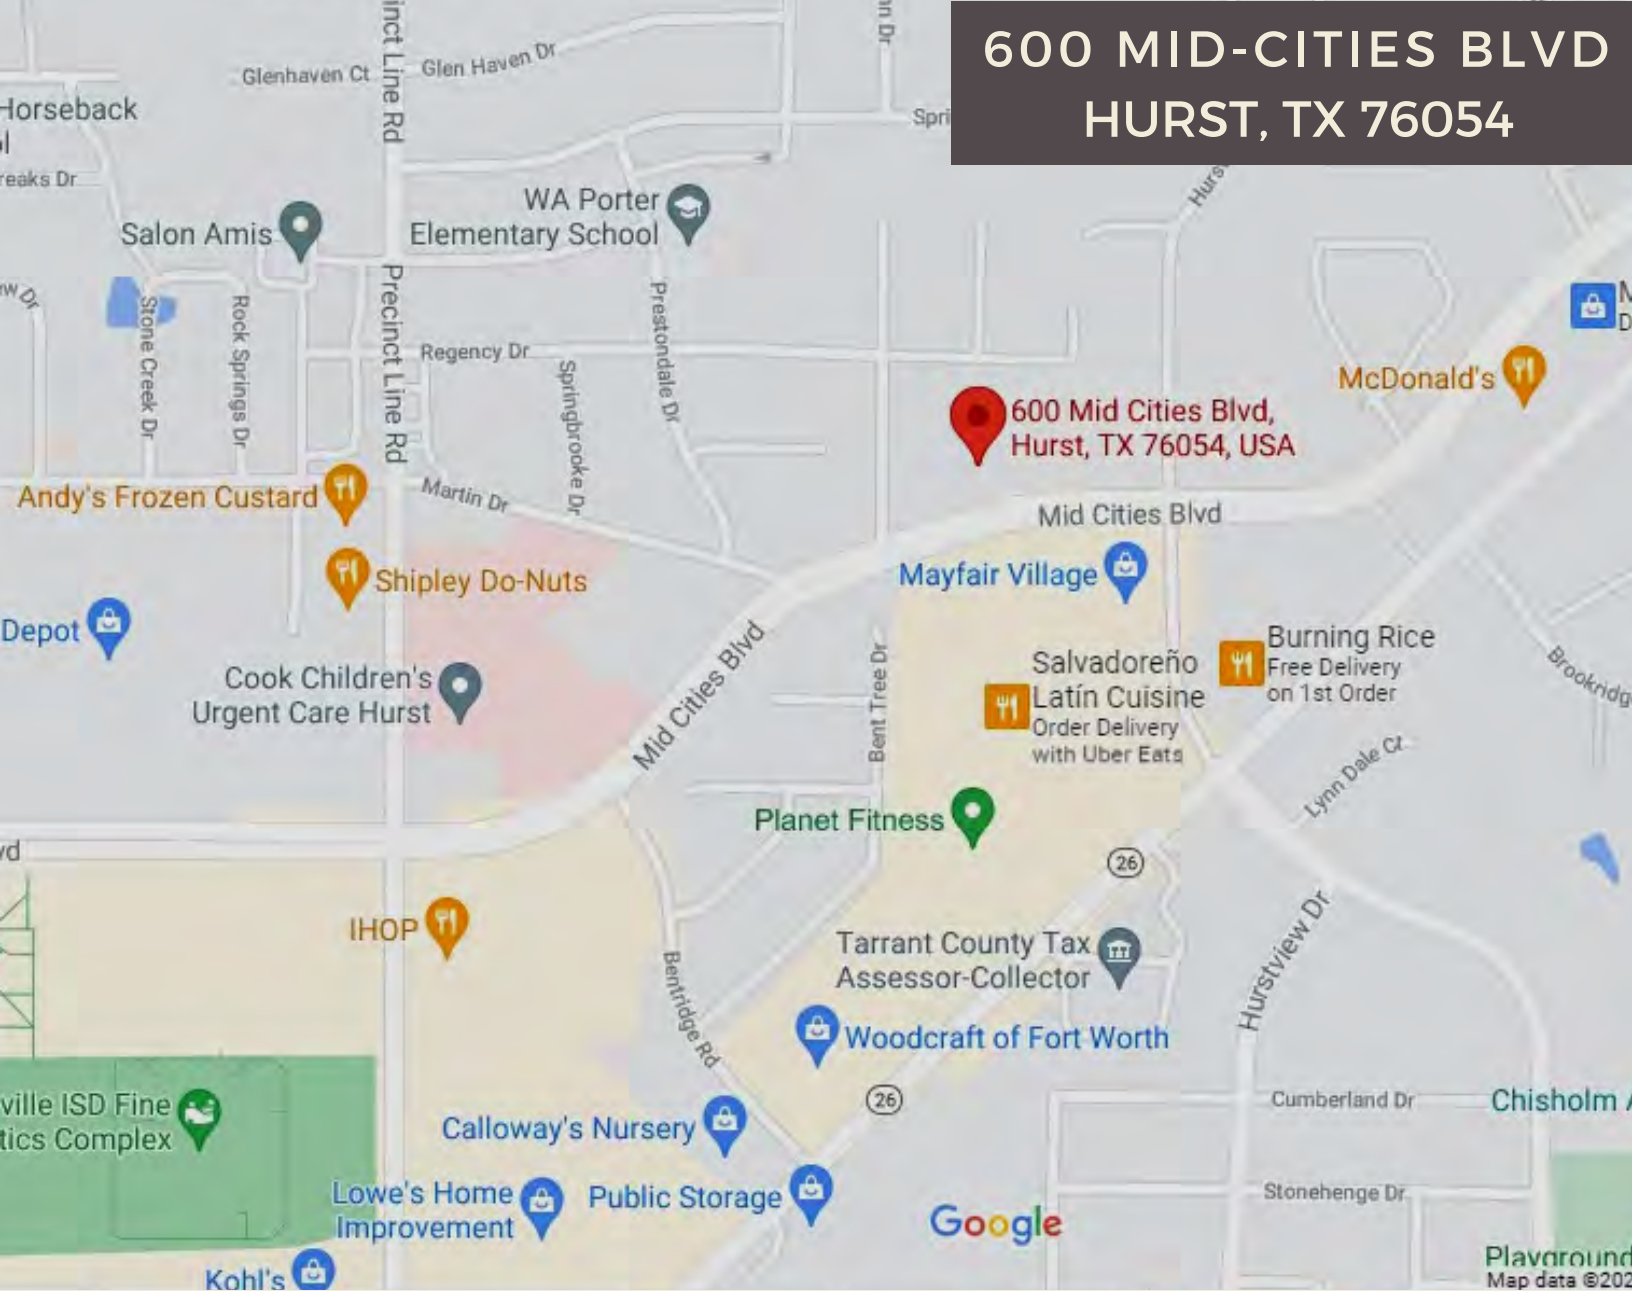 600 MID-CITIES BLVD
HURST, TX 76054
Precinct Line Rd
Glenhaven Ct
Glen Haven Dr
Horseback
Salon Amis
WA Porter
Elementary School
Stone Creek Dr
Rock Springs Dr
Precinct Line Rd
Regency Dr
Springbrooke Dr
Prestondale Dr
McDonald's
600 Mid Cities Blvd,
Hurst, TX 76054, USA
Andy's Frozen Custard
Martin Dr
Mid Cities Blvd
Shipley Do-Nuts
Mayfair Village
Depot
Cook Children's
Urgent Care Hurst
Mid Cities Blvd
Bent Tree Dr
Salvadoreño
Latín Cuisine
Order Delivery
with Uber Eats
Burning Rice
Free Delivery
on 1st Order
Lynn Dale Ct
Planet Fitness
26
IHOP
Bentridge Rd
Tarrant County Tax
Assessor-Collector
Hurstview Dr
Woodcraft of Fort Worth
26
ville ISD Fine
tics Complex
Calloway's Nursery
Cumberland Dr
Chisholm
Lowe's Home
Improvement
Public Storage
Stonehenge Dr
Google
Kohl's
Playground
Map data ©202